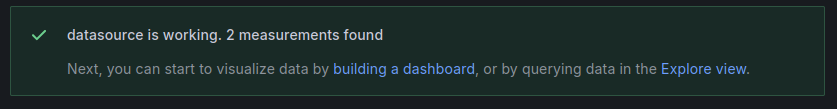 datasource is working. 2 measurements found
Next, you can start to visualize data by building a dashboard, or by querying data in the Explore view.